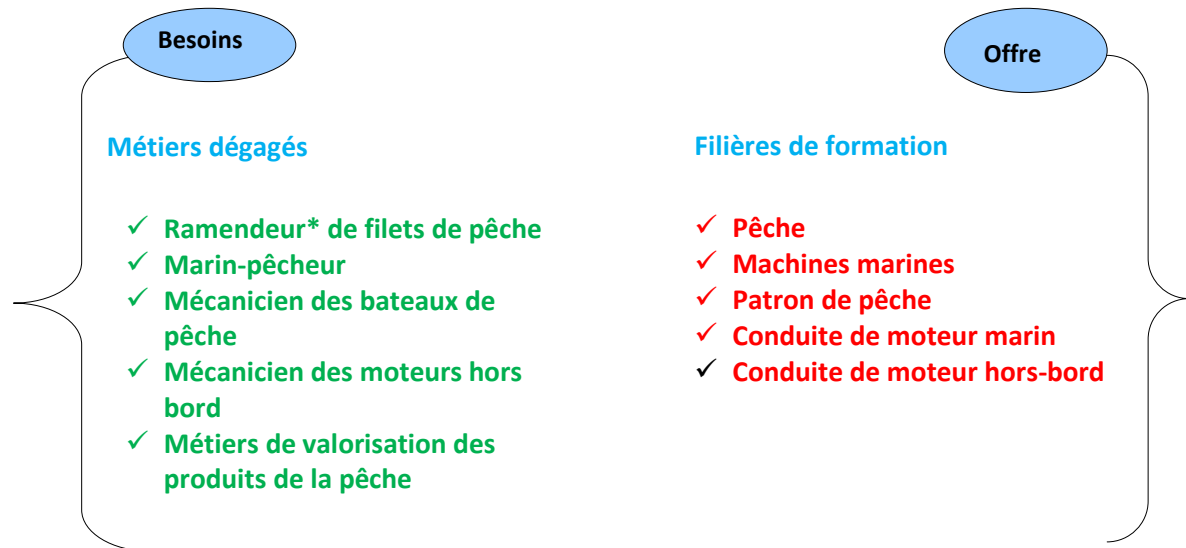 Besoins
Métiers dégagés
✓ Ramendeur* de filets de pêche
✓ Marin-pêcheur
✓ Mécanicien des bateaux de
pêche
✓ Mécanicien des moteurs hors
bord
✓ Métiers de valorisation des
produits de la pêche
Offre
Filières de formation
✓ Pêche
✓ Machines marines
✓ Patron de pêche
✓ Conduite de moteur marin
✓ Conduite de moteur hors-bord